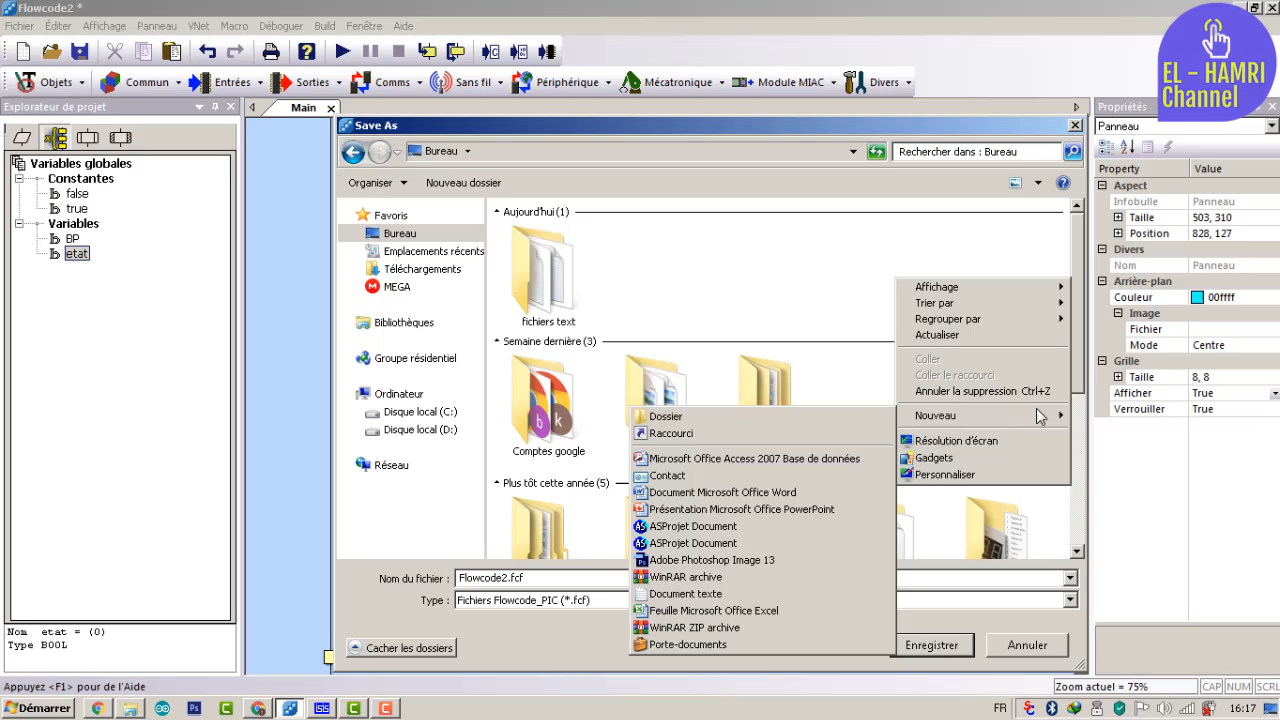 Flowcode2 *
Fichier Éditer Affichage Panneau VNet Macro Déboguer Build Fenêtre Aide
EL – HAMRI
Channel
Objets Commun Entrées Sorties Comms Sans fil Périphérique Mécatronique Module MIAC Divers
Explorateur de projet
Main
Propriétés
Save As
Panneau
Bureau
Rechercher dans : Bureau
Organiser Nouveau dossier
Property Value
Variables globales
Constantes
false
true
Variables
BP
etat
Favoris
Bureau
Emplacements récents
Téléchargements
MEGA
Bibliothèques
Groupe résidentiel
Ordinateur
Disque local (C:)
Disque local (D:)
Réseau
Aujourd'hui (1)
fichiers text
Semaine dernière (3)
Comptes google
Plus tôt cette année (5)
Affichage
Trier par
Regrouper par
Actualiser
Coller
Coller le raccourci
Annuler la suppression Ctrl+Z
Nouveau
Résolution d'écran
Gadgets
Personnaliser
Dossier
Raccourci
Microsoft Office Access 2007 Base de données
Contact
Document Microsoft Office Word
Présentation Microsoft Office PowerPoint
ASProjet Document
ASProjet Document
Adobe Photoshop Image 13
WinRAR archive
Document texte
Feuille Microsoft Office Excel
WinRAR ZIP archive
Porte-documents
Aspect
Infobulle Panneau
Taille 503, 310
Position 828, 127
Divers
Nom Panneau
Arrière-plan
Couleur 00ffff
Image
Fichier
Mode Centre
Grille
Taille 8, 8
Afficher True
Verrouiller True
Nom du fichier : Flowcode2.fcf
Type : Fichiers Flowcode_PIC (*.fcf)
Cacher les dossiers
Enregistrer Annuler
Nom etat = (0)
Type BOOL
Appuyez <F1> pour de l'Aide
Zoom actuel = 75% CAP NUM SCRL
Démarrer
Ps
ISIS
FR
16:17